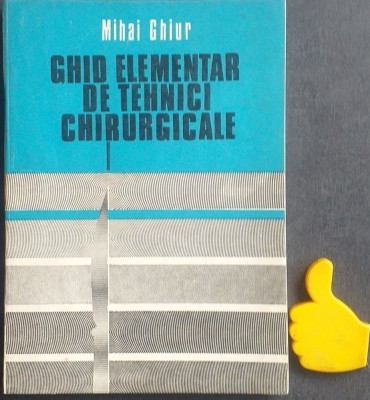 Mihai Ghiur
GHID ELEMENTAR
DE TEHNICI
CHIRURGICALE